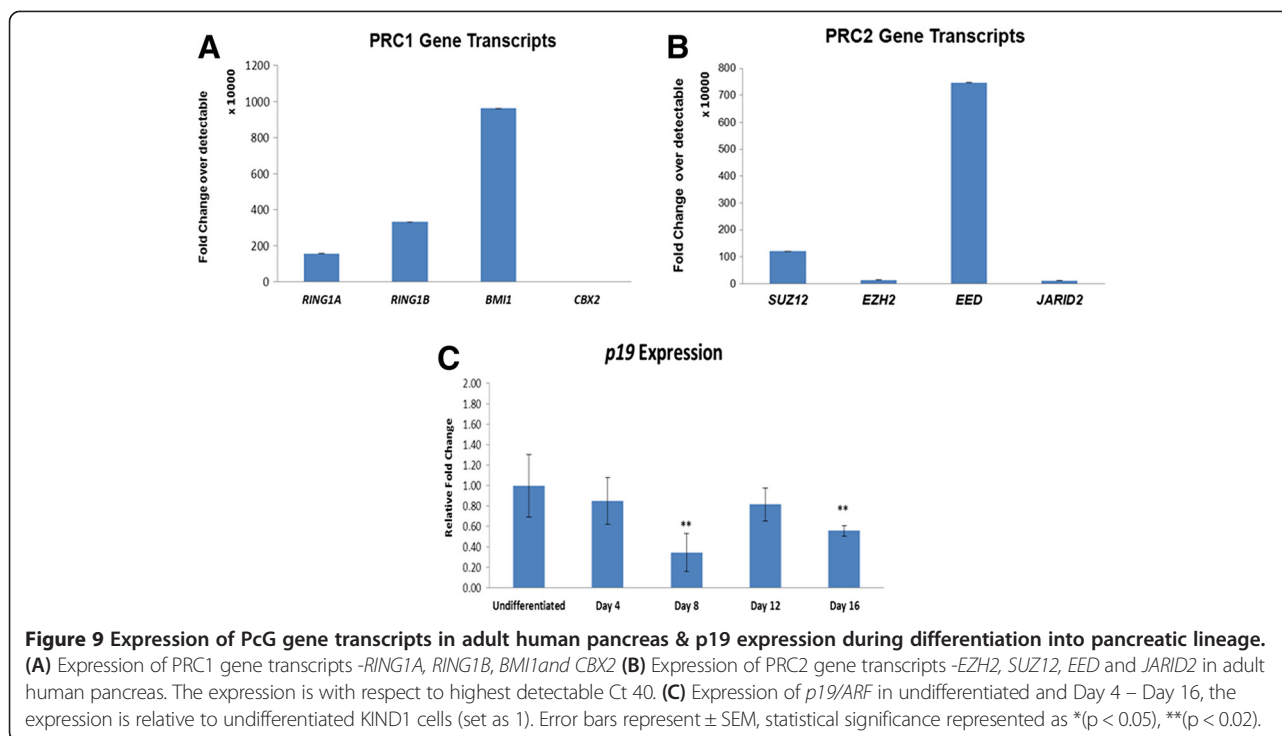 A
PRC1 Gene Transcripts
Fold Change over detectable
x 10000
1200
1000
800
600
400
200
0
RING1A RING1B BMI1 CBX2
B
PRC2 Gene Transcripts
Fold Change over detectable
x 10000
800
700
600
500
400
300
200
100
0
SUZ12 EZH2 EED JARID2
C
p19 Expression
Relative Fold Change
2.00
1.80
1.60
1.40
1.20
1.00
0.80
0.60
0.40
0.20
0.00
**
**
Undifferentiated Day 4 Day 8 Day 12 Day 16
Figure 9 Expression of PcG gene transcripts in adult human pancreas & p19 expression during differentiation into pancreatic lineage.
(A) Expression of PRC1 gene transcripts -RING1A, RING1B, BMI1and CBX2 (B) Expression of PRC2 gene transcripts -EZH2, SUZ12, EED and JARID2 in adult
human pancreas. The expression is with respect to highest detectable Ct 40. (C) Expression of p19/ARF in undifferentiated and Day 4 – Day 16, the
expression is relative to undifferentiated KIND1 cells (set as 1). Error bars represent ± SEM, statistical significance represented as *(p < 0.05), **(p < 0.02).